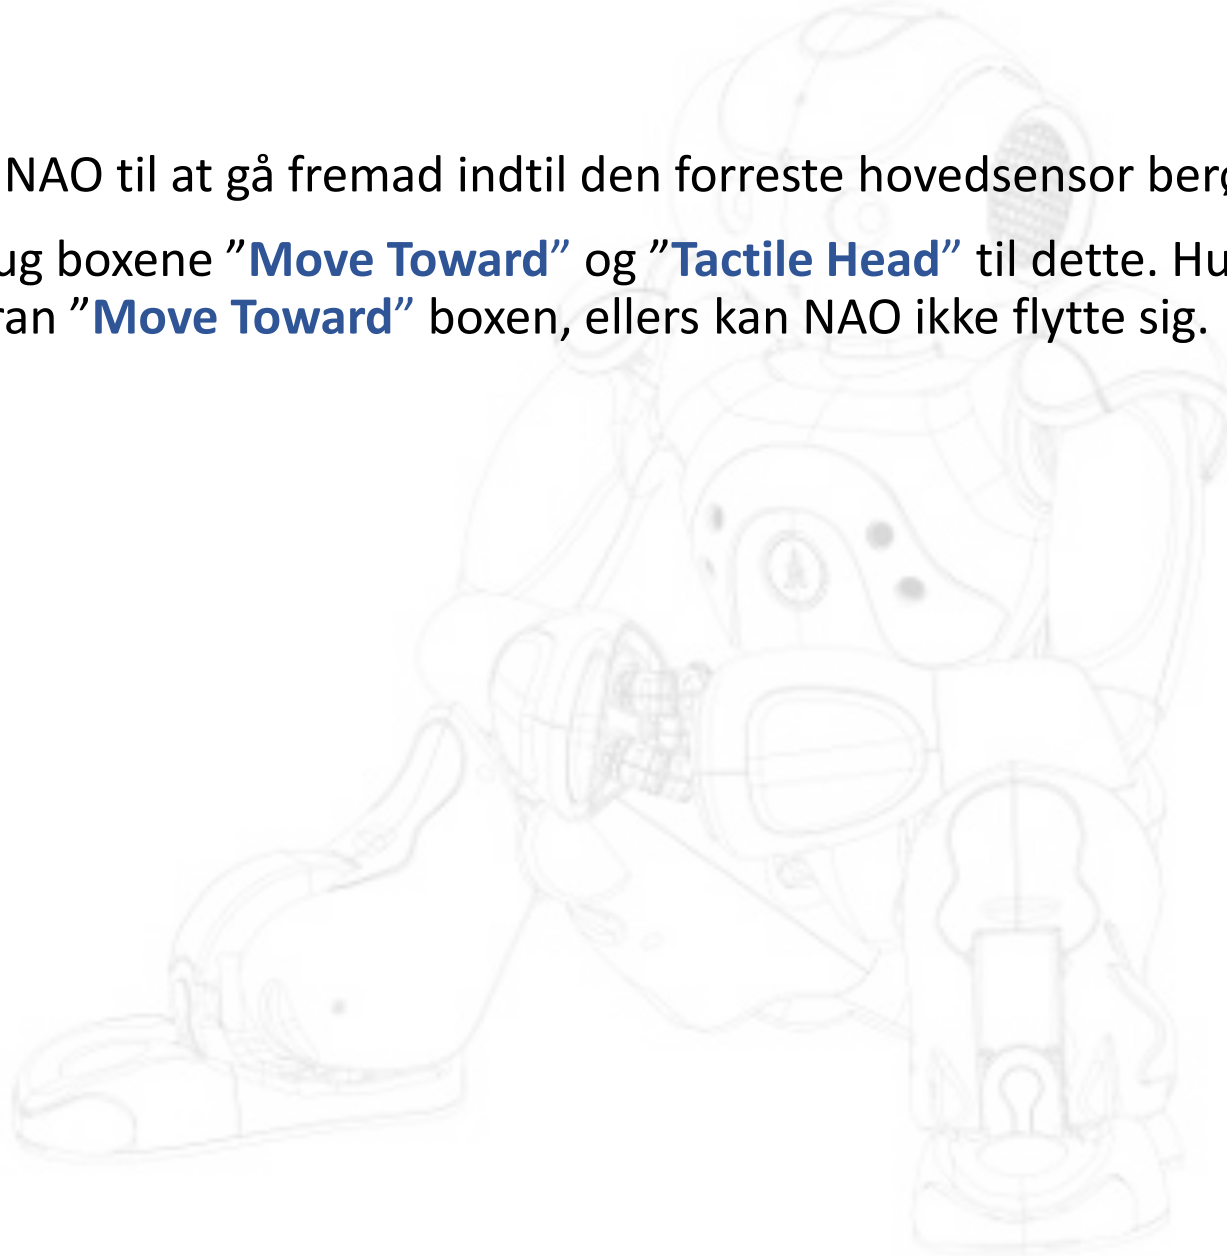 NAO til at gå fremad indtil den forreste hovedsensor ber
ug boxene ”Move Toward” og ”Tactile Head” til dette. Hu
ran ”Move Toward” boxen, ellers kan NAO ikke flytte sig.